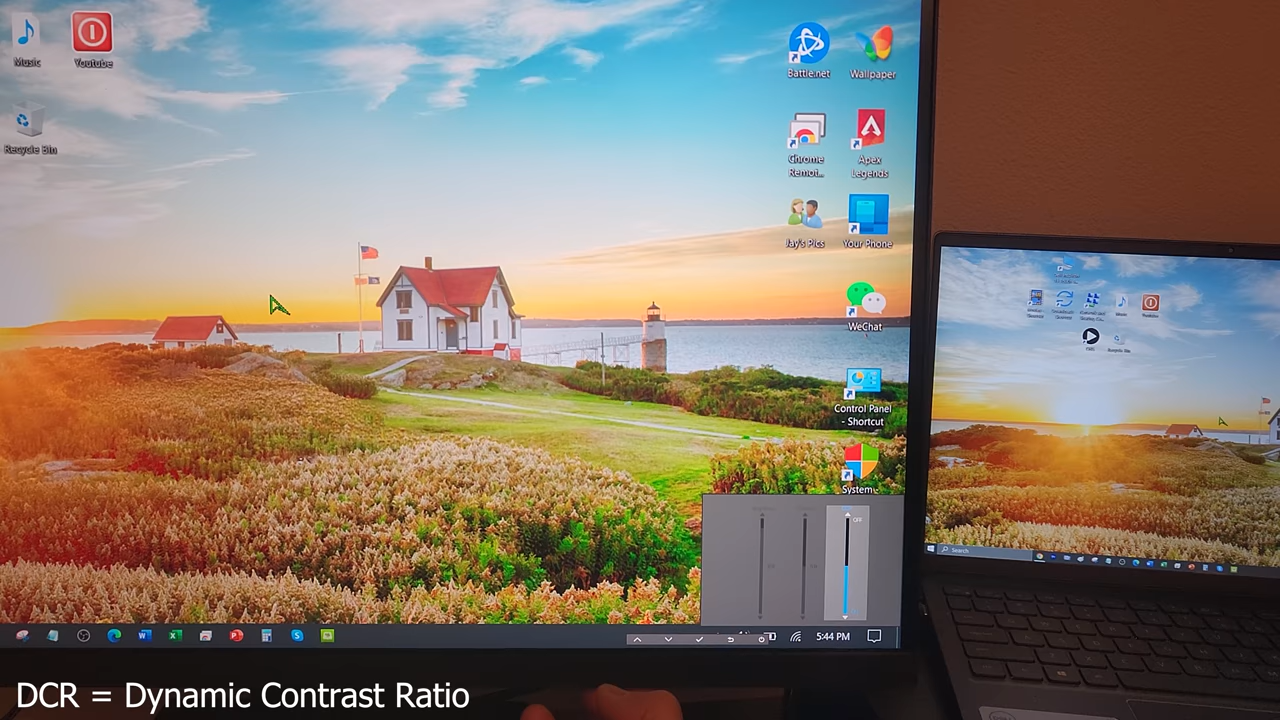 Music
Youtube
Recycle Bin
Battle.net
Wallpaper
Chrome
Remot...
Apex
Legends
Jay's Pics
Your Phone
WeChat
Control Panel
- Shortcut
System
OFF
5:44 PM
Search
DCR = Dynamic Contrast Ratio